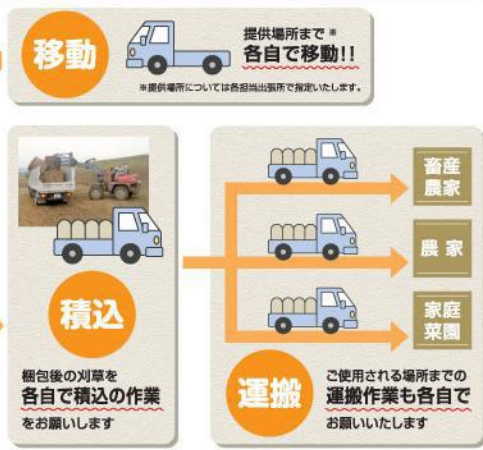 移動
提供場所まで※
各自で移動!!
※提供場所については各担当出張所で指定いたします。
積込
梱包後の刈草を
各自で積込の作業
をお願いします
畜産
農家
農家
家庭
菜園
運搬
ご使用される場所までの
運搬作業も各自で
お願いいたします